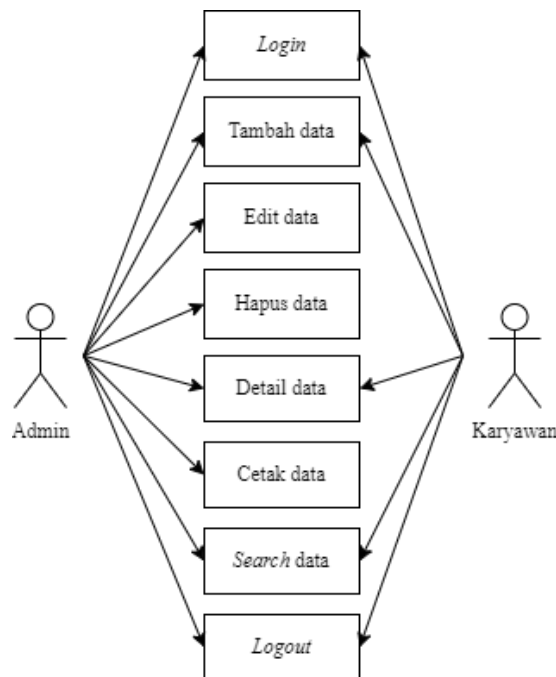 Login
Tambah data
Edit data
Hapus data
Detail data
Admin
Karyawan
Cetak data
Search data
Logout